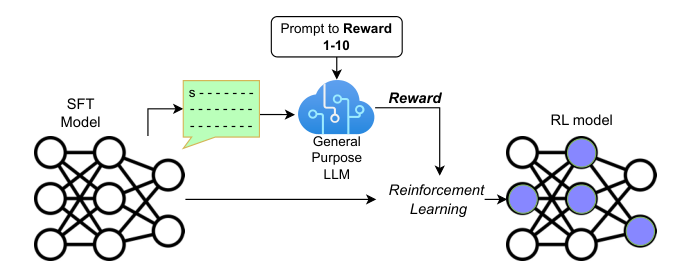 Prompt to Reward
1-10
SFT
Model
s - - - - - - -
- - - - - - - -
- - - - - - - -
General
Purpose
LLM
Reward
Reinforcement
Learning
RL model